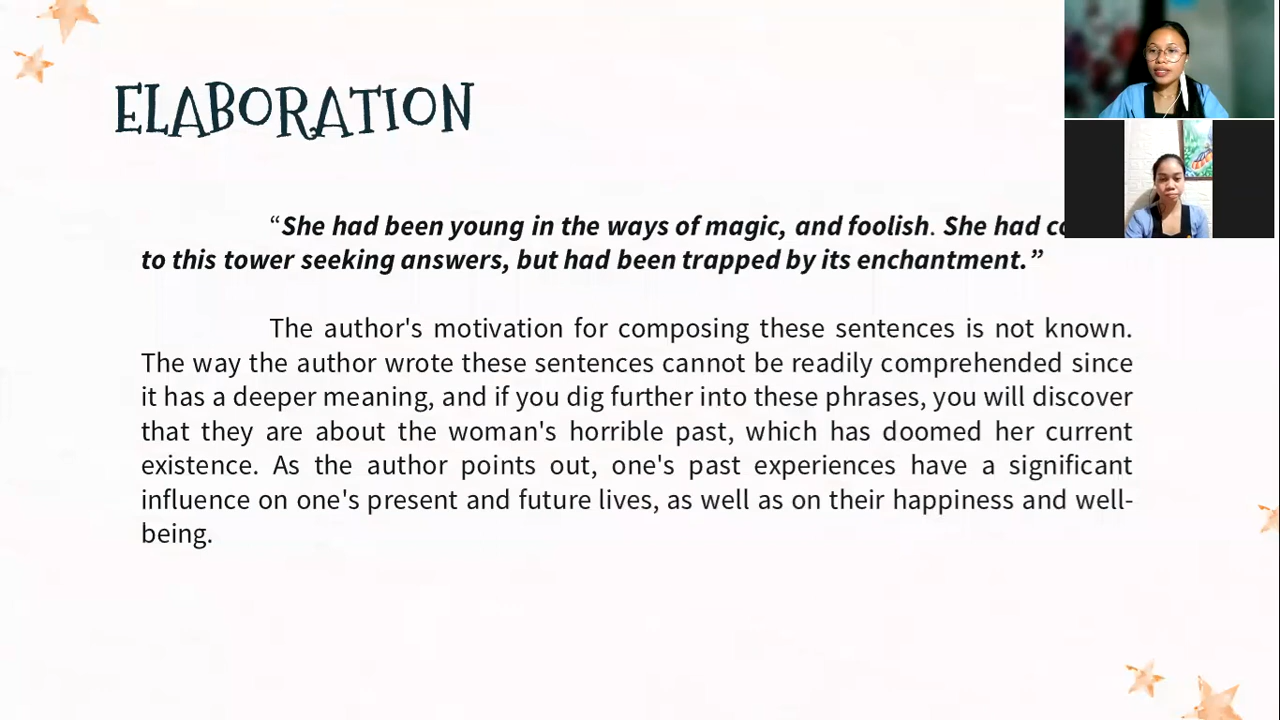 ELABORATION
“She had been young in the ways of magic, and foolish. She had
to this tower seeking answers, but had been trapped by its enchantment.”
The author's motivation for composing these sentences is not known.
The way the author wrote these sentences cannot be readily comprehended since
it has a deeper meaning, and if you dig further into these phrases, you will discover
that they are about the woman's horrible past, which has doomed her current
existence. As the author points out, one's past experiences have a significant
influence on one's present and future lives, as well as on their happiness and well-
being.